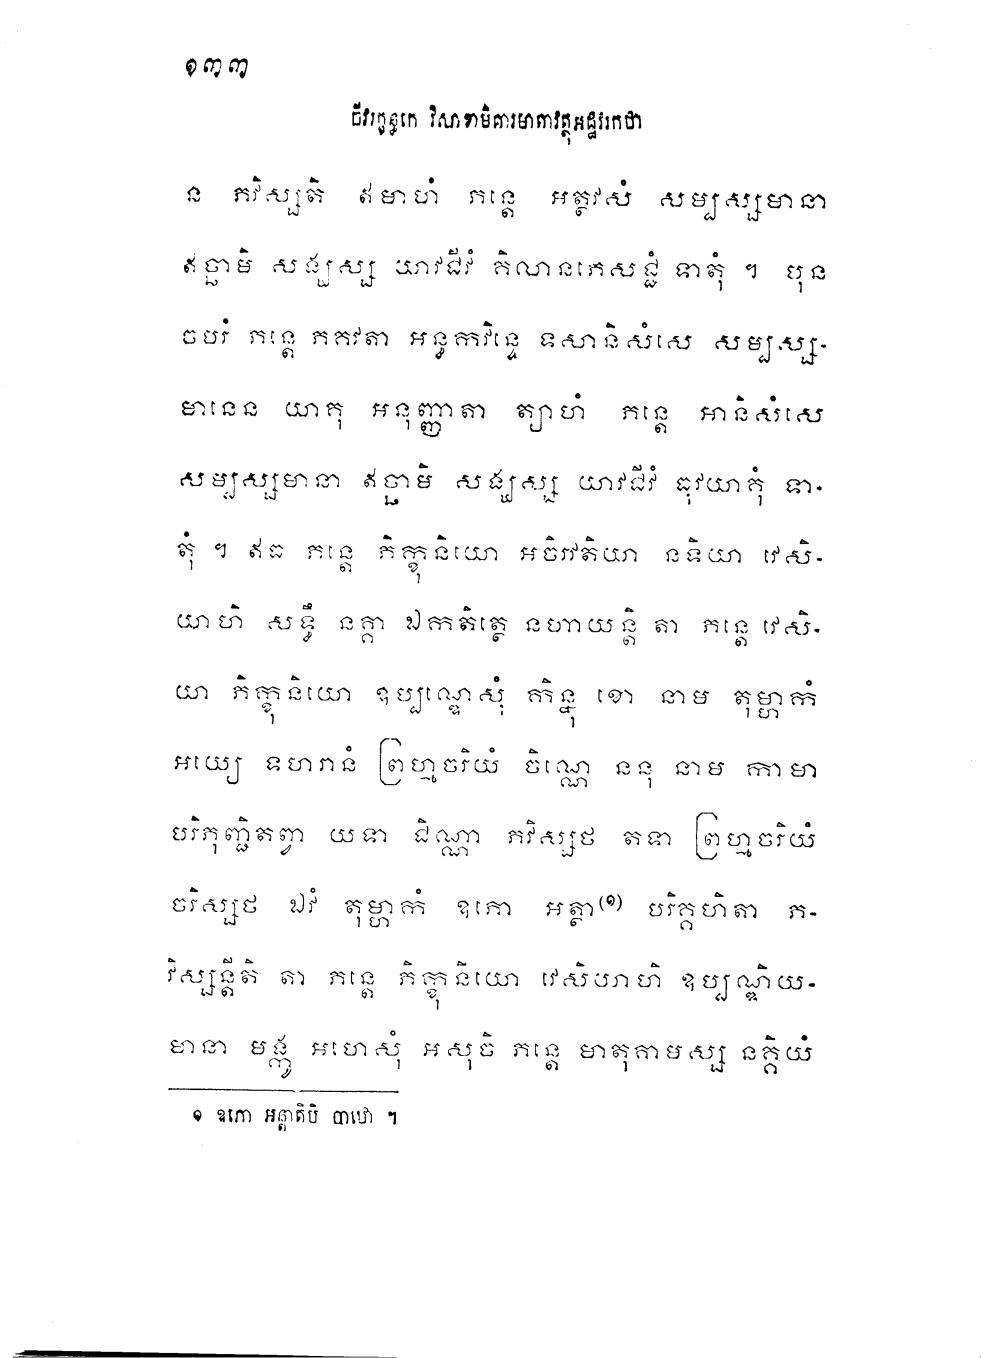 ១៣៣
ចីវរក្ខន្ធកេ វិសាខាមិគារមាតាវត្ថុអដ្ឋវរកថា
ន ភវិស្សតិ ឥមាហំ ភន្តេ អត្ថវសំ សម្បស្សមានា
ឥច្ឆាមិ សង្ឃស្ស យាវជីវំ គិលានភេសជ្ជំ ទាតុំ ។ បុន
ចបរំ ភន្តេ ភគវតា អន្ធកវិន្ទេ ទសានិសំសេ សម្បស្ស-
មានេន យាគុ អនុញ្ញាតា ត្យាហំ ភន្តេ អានិសំសេ
សម្បស្សមានា ឥច្ឆាមិ សង្ឃស្ស យាវជីវំ ធុវយាគុំ ទា-
តុំ ។ ឥធ ភន្តេ ភិក្ខុនិយោ អចិរវតិយា នទិយា វេសិ-
យាហិ សទ្ធឹ នគ្គា ឯកតិត្ថេ នហាយន្តិ តា ភន្តេ វេសិ-
យា ភិក្ខុនិយោ ឧប្បណ្ឌេសុំ កិន្នុ ខោ នាម តុម្ហាកំ
អយ្យេ ទហរានំ ព្រហ្មចរិយំ ចិណ្ណេ ននុ នាម កាមា
បរិភុញ្ជិតព្វា យទា ជិណ្ណា ភវិស្សថ តទា ព្រហ្មចរិយំ
ចរិស្សថ ឯវំ តុម្ហាកំ ឧភោ អត្ថា(១) បរិគ្គហិតា ភ-
វិស្សន្តីតិ តា ភន្តេ ភិក្ខុនិយោ វេសិយាហិ ឧប្បណ្ឌិយ-
មានា មង្កូ អហេសុំ អសុចិ ភន្តេ មាតុគាមស្ស នគ្គិយំ
១ ឧភោ អន្តាតិបិ បាឋោ ។